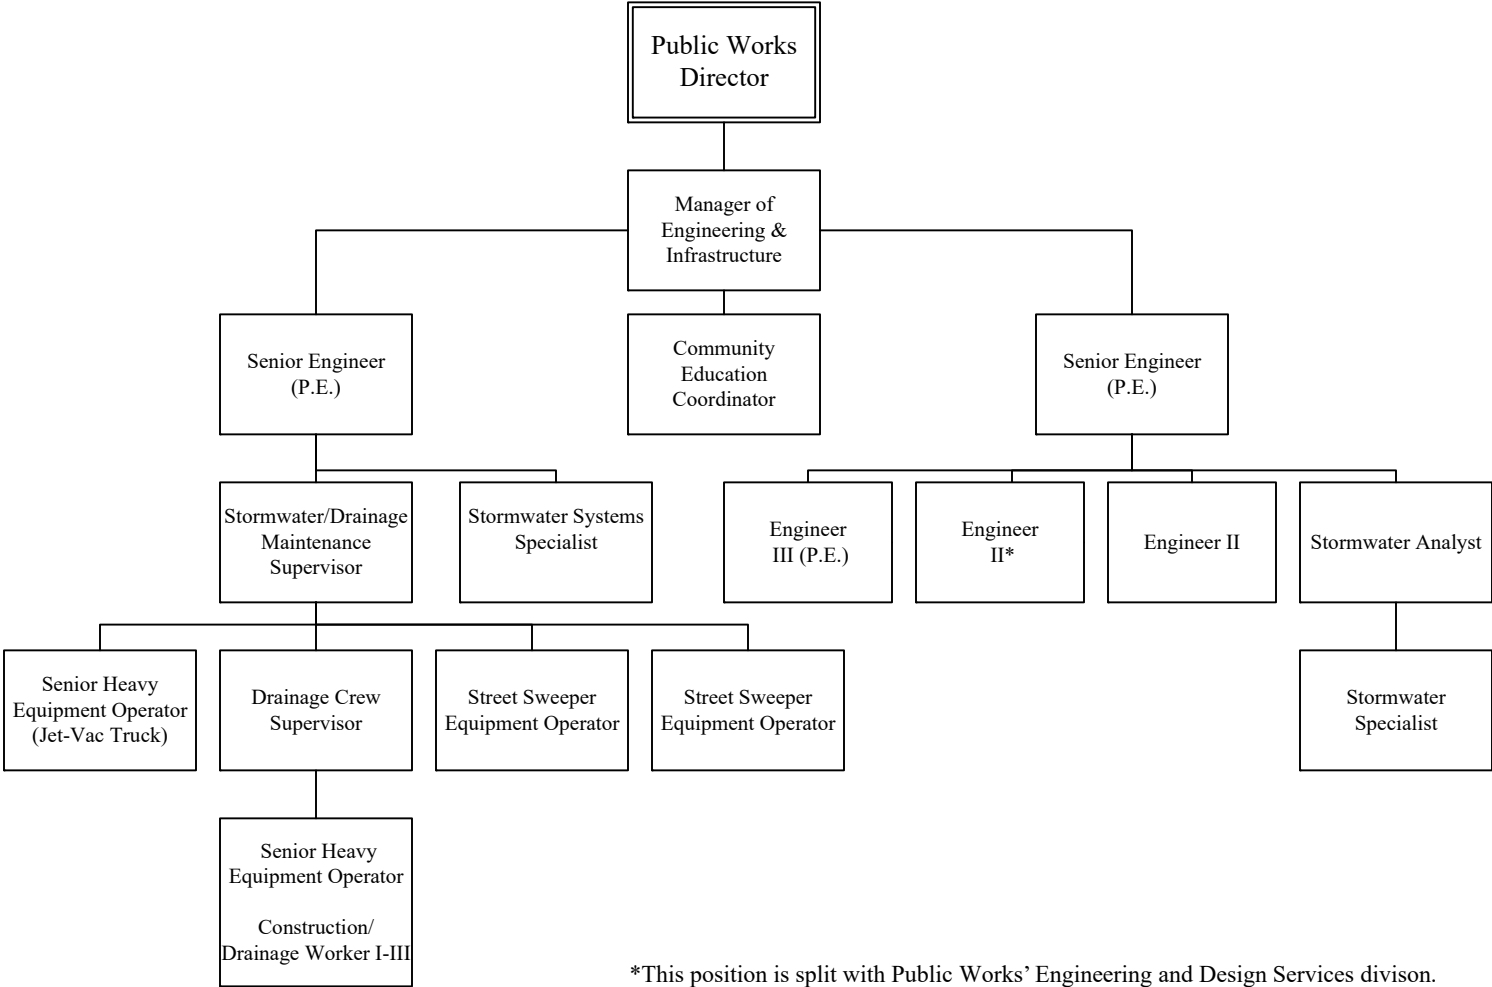 Public Works
Director
Manager of
Engineering &
Infrastructure
Senior Engineer
(P.E.)
Community
Education
Coordinator
Senior Engineer
(P.E.)
Stormwater/Drainage
Maintenance
Supervisor
Stormwater Systems
Specialist
Engineer
III (P.E.)
Engineer
II*
Engineer II
Stormwater Analyst
Senior Heavy
Equipment Operator
(Jet-Vac Truck)
Drainage Crew
Supervisor
Street Sweeper
Equipment Operator
Street Sweeper
Equipment Operator
Stormwater
Specialist
Senior Heavy
Equipment Operator
Construction/
Drainage Worker I-III
*This position is split with Public Works’ Engineering and Design Services divison.